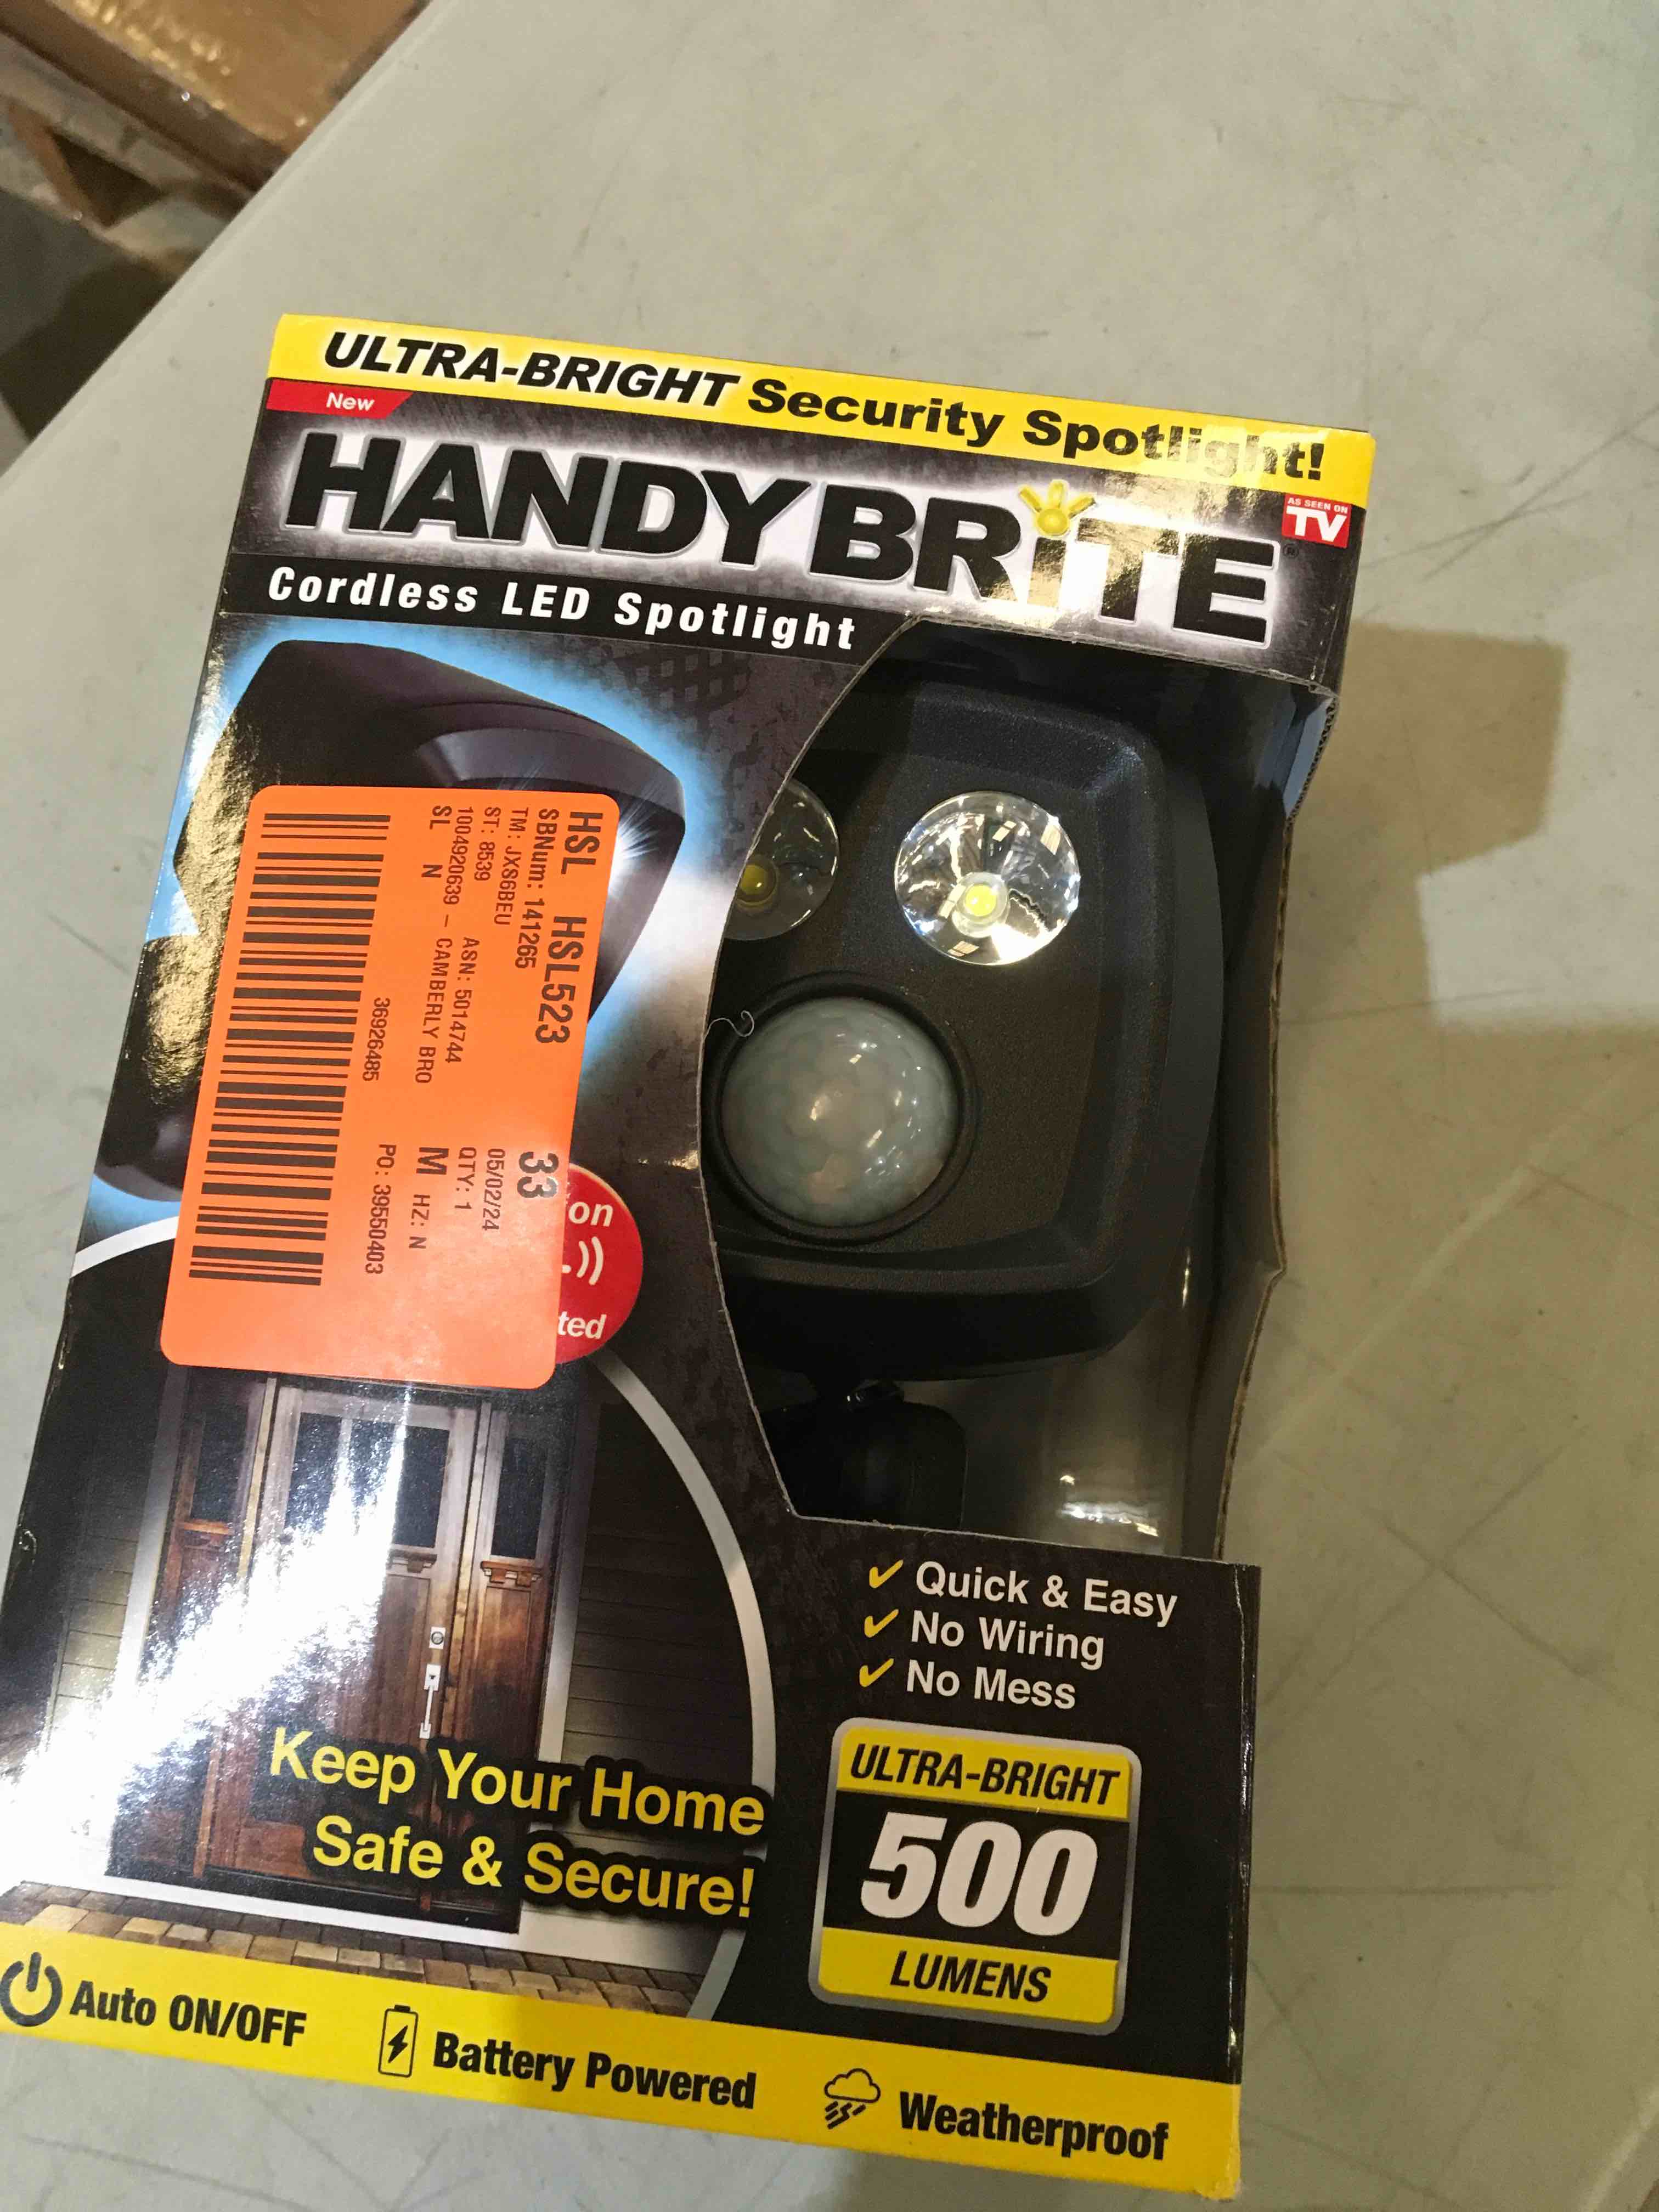 ULTRA-BRIGHT Security Spotlight!
New
HANDY BRiTE®
AS SEEN ON
TV
Cordless LED Spotlight
HSL HSL523 33
SBNum: 141265 05/02/24
TM: JXS6BEU QTY: 1
ST: 8539 ASN: 5014744 M HZ: N
1004920639 - CAMBERLY BRO
SL N
36926485 PO: 39550403
on
ted
Quick & Easy
No Wiring
No Mess
ULTRA-BRIGHT
500
LUMENS
Keep Your Home
Safe & Secure!
Auto ON/OFF
Battery Powered
Weatherproof